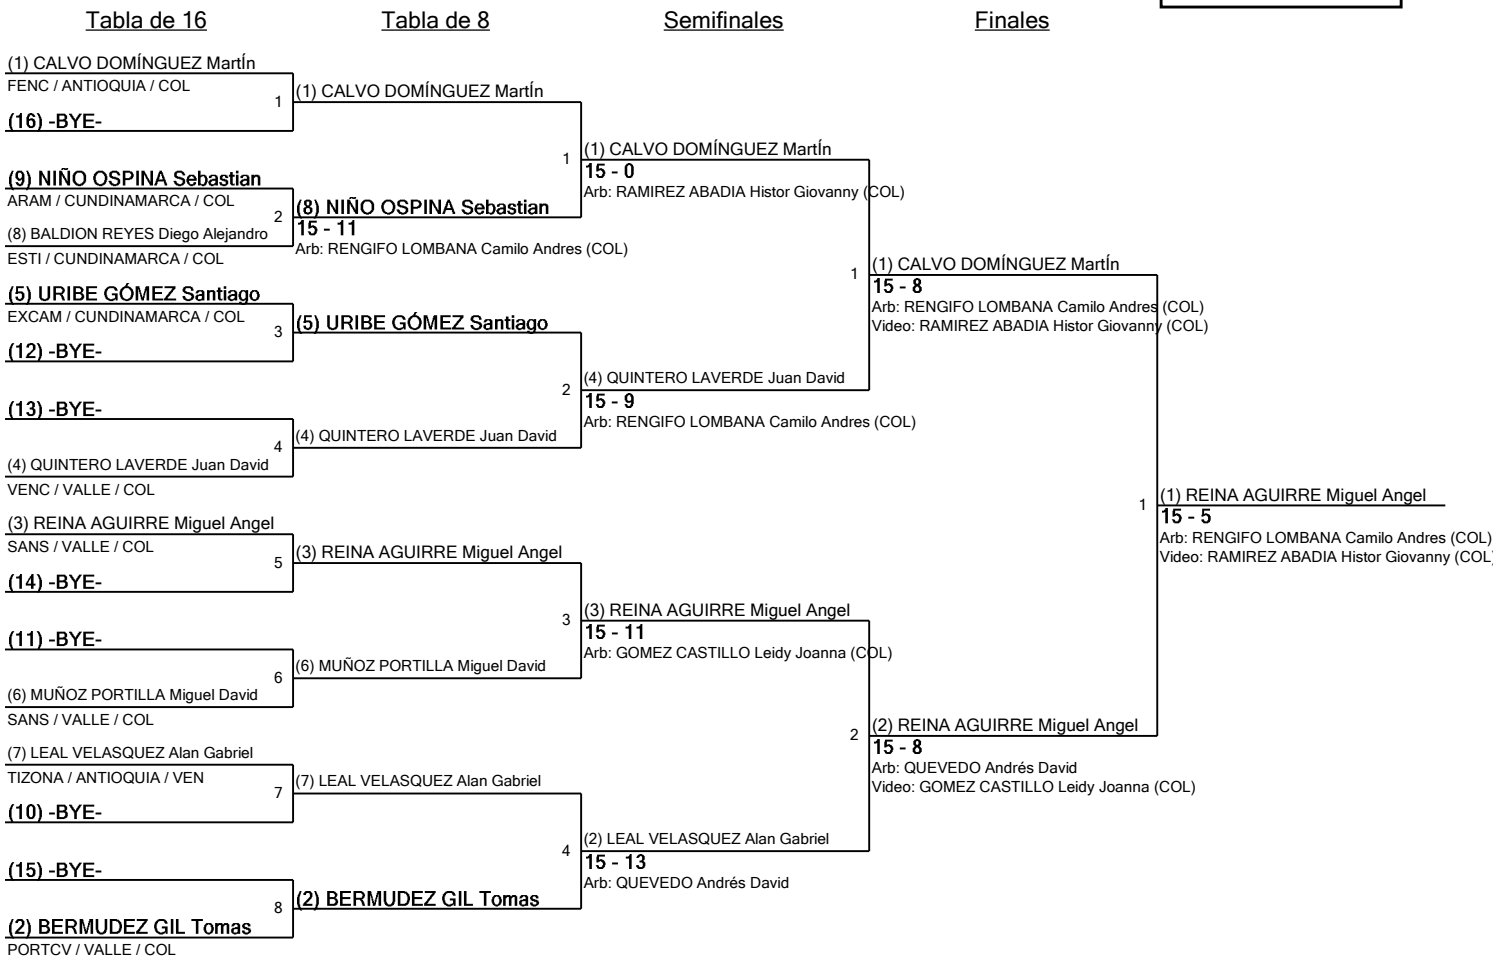 Tabla de 16
Tabla de 8
Semifinales
Finales
(1) CALVO DOMÍNGUEZ MartÍn
FENC / ANTIOQUIA / COL
1
(16) -BYE-
(9) NIÑO OSPINA Sebastian
ARAM / CUNDINAMARCA / COL
2
(8) BALDION REYES Diego Alejandro
ESTI / CUNDINAMARCA / COL
(5) URIBE GÓMEZ Santiago
EXCAM / CUNDINAMARCA / COL
3
(12) -BYE-
(13) -BYE-
4
(4) QUINTERO LAVERDE Juan David
VENC / VALLE / COL
(3) REINA AGUIRRE Miguel Angel
SANS / VALLE / COL
5
(14) -BYE-
(11) -BYE-
6
(6) MUÑOZ PORTILLA Miguel David
SANS / VALLE / COL
(7) LEAL VELASQUEZ Alan Gabriel
TIZONA / ANTIOQUIA / VEN
7
(10) -BYE-
(15) -BYE-
8
(2) BERMUDEZ GIL Tomas
PORTCV / VALLE / COL
(1) CALVO DOMÍNGUEZ MartÍn
1
(8) NIÑO OSPINA Sebastian
15 - 11
Arb: RENGIFO LOMBANA Camilo Andres (COL)
(5) URIBE GÓMEZ Santiago
2
(4) QUINTERO LAVERDE Juan David
(3) REINA AGUIRRE Miguel Angel
3
(6) MUÑOZ PORTILLA Miguel David
(7) LEAL VELASQUEZ Alan Gabriel
4
(2) BERMUDEZ GIL Tomas
(1) CALVO DOMÍNGUEZ MartÍn
15 - 0
Arb: RAMIREZ ABADIA Histor Giovanny (COL)
1
(4) QUINTERO LAVERDE Juan David
15 - 9
Arb: RENGIFO LOMBANA Camilo Andres (COL)
(3) REINA AGUIRRE Miguel Angel
15 - 11
Arb: GOMEZ CASTILLO Leidy Joanna (COL)
2
(2) LEAL VELASQUEZ Alan Gabriel
15 - 13
Arb: QUEVEDO Andrés David
(1) CALVO DOMÍNGUEZ MartÍn
15 - 8
Arb: RENGIFO LOMBANA Camilo Andres (COL)
Video: RAMIREZ ABADIA Histor Giovanny (COL)
1
(2) REINA AGUIRRE Miguel Angel
15 - 8
Arb: QUEVEDO Andrés David
Video: GOMEZ CASTILLO Leidy Joanna (COL)
(1) REINA AGUIRRE Miguel Angel
15 - 5
Arb: RENGIFO LOMBANA Camilo Andres (COL)
Video: RAMIREZ ABADIA Histor Giovanny (COL)